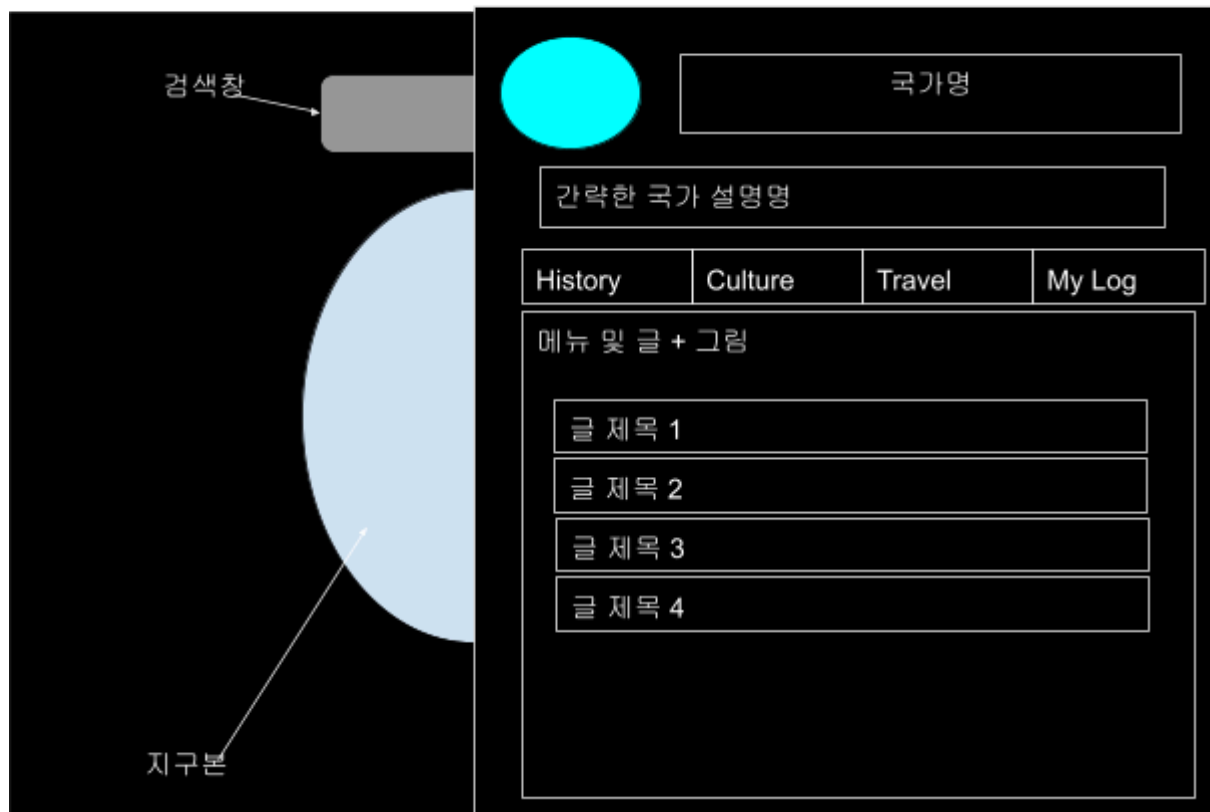 검색창
국가명
간략한 국가 설명명
History
Culture
Travel
My Log
메뉴 및 글 + 그림
글 제목 1
글 제목 2
글 제목 3
글 제목 4
지구본